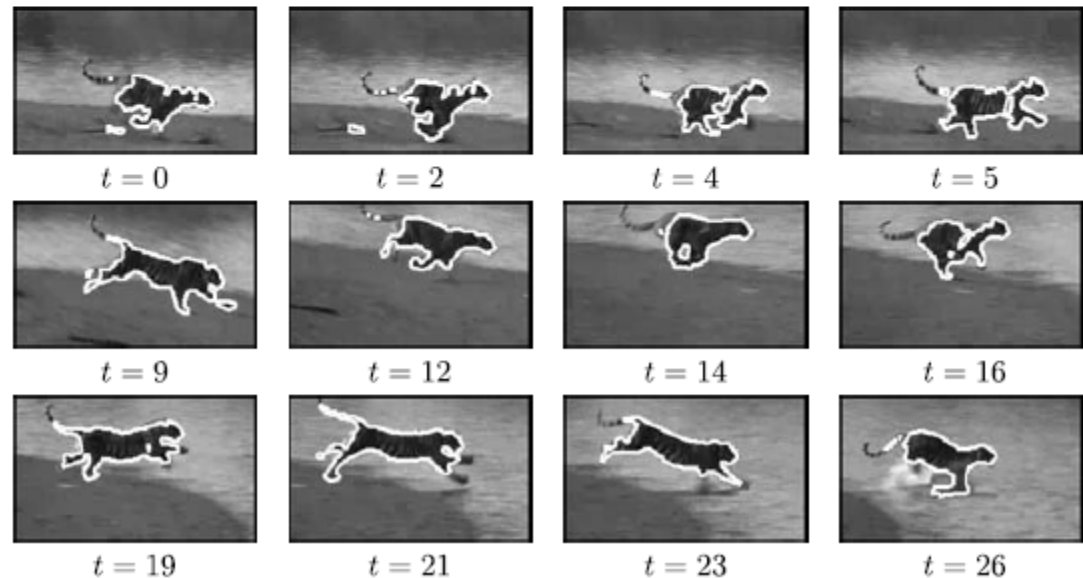 t = 0 t = 2 t = 4 t = 5
t = 9 t = 12 t = 14 t = 16
t = 19 t = 21 t = 23 t = 26